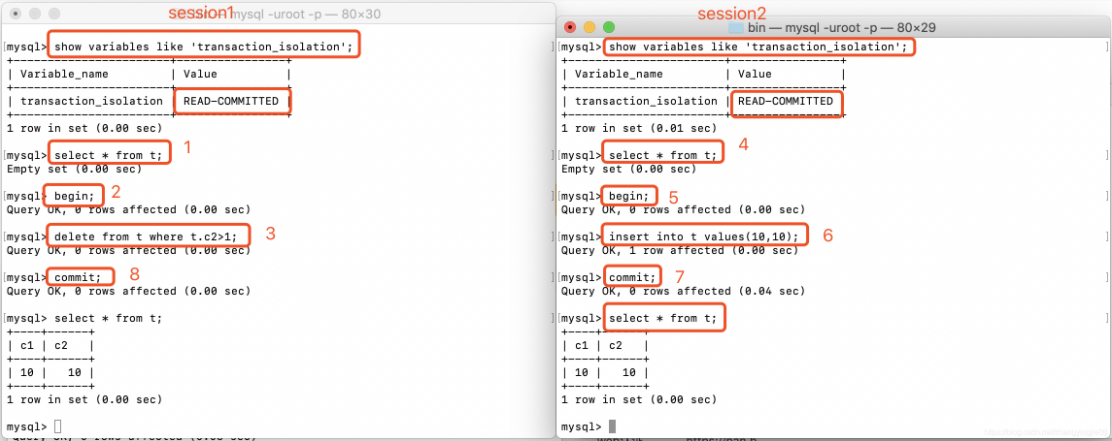 session1
bin — mysql -uroot -p — 80×30
[mysql> show variables like 'transaction_isolation';
+-----------------------+----------------+
| Variable_name | Value |
+-----------------------+----------------+
| transaction_isolation | READ-COMMITTED |
+-----------------------+----------------+
1 row in set (0.00 sec)
[mysql> select * from t; 1
Empty set (0.00 sec)
[mysql> begin; 2
Query OK, 0 rows affected (0.00 sec)
[mysql> delete from t where t.c2>1; 3
Query OK, 0 rows affected (0.00 sec)
[mysql> commit; 8
Query OK, 0 rows affected (0.00 sec)
mysql> select * from t;
+----+------+
| c1 | c2 |
+----+------+
| 10 | 10 |
+----+------+
1 row in set (0.00 sec)
mysql>
session2
bin — mysql -uroot -p — 80×29
[mysql> show variables like 'transaction_isolation';
+-----------------------+----------------+
| Variable_name | Value |
+-----------------------+----------------+
| transaction_isolation | READ-COMMITTED |
+-----------------------+----------------+
1 row in set (0.01 sec)
[mysql> select * from t; 4
Empty set (0.00 sec)
[mysql> begin; 5
Query OK, 0 rows affected (0.00 sec)
[mysql> insert into t values(10,10); 6
Query OK, 1 row affected (0.00 sec)
[mysql> commit; 7
Query OK, 0 rows affected (0.04 sec)
[mysql> select * from t;
+----+------+
| c1 | c2 |
+----+------+
| 10 | 10 |
+----+------+
1 row in set (0.00 sec)
mysql>